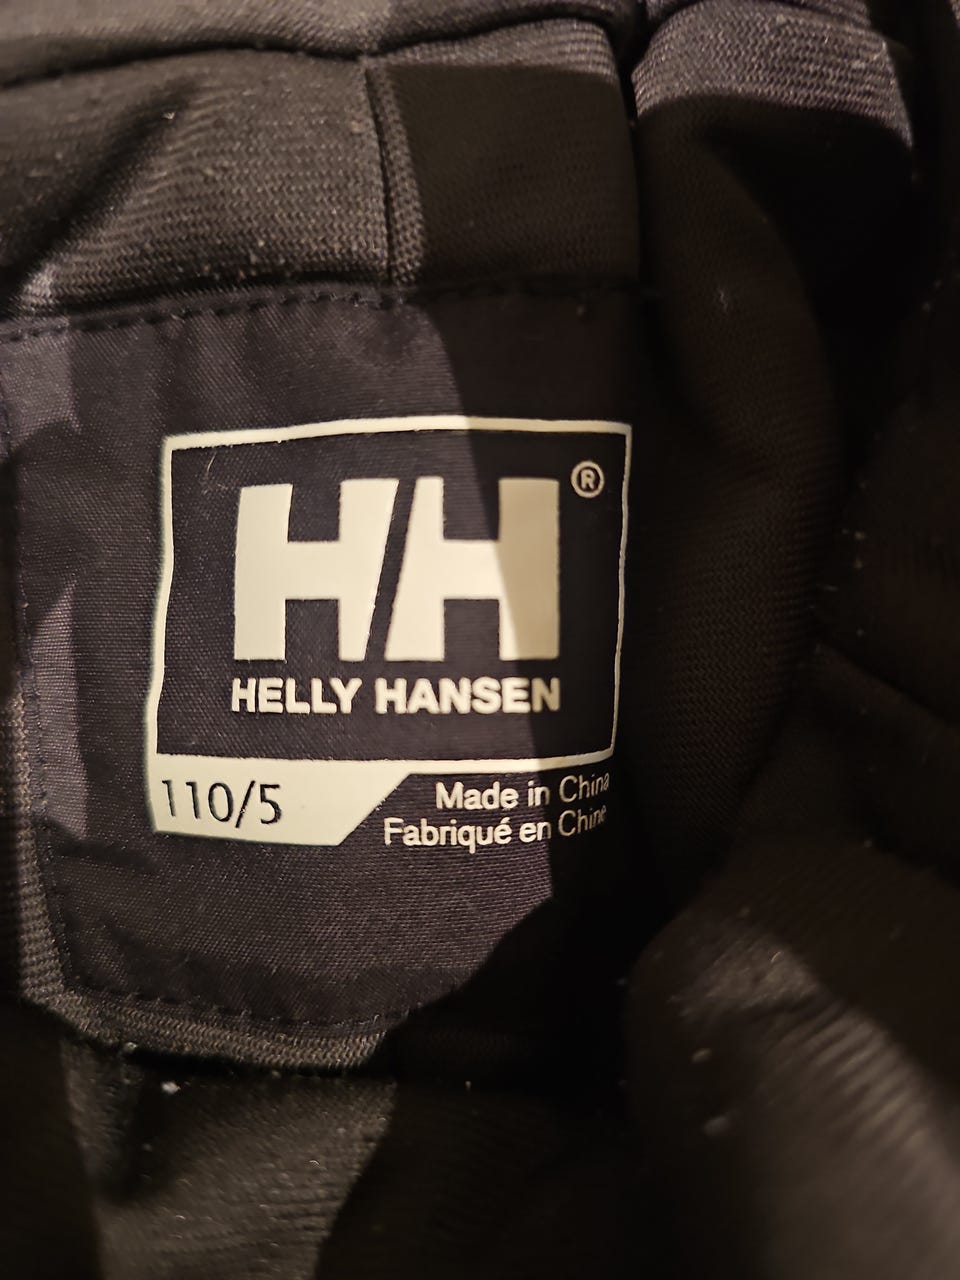 HH®
HELLY HANSEN
110/5
Made in China
Fabriqué en Chine